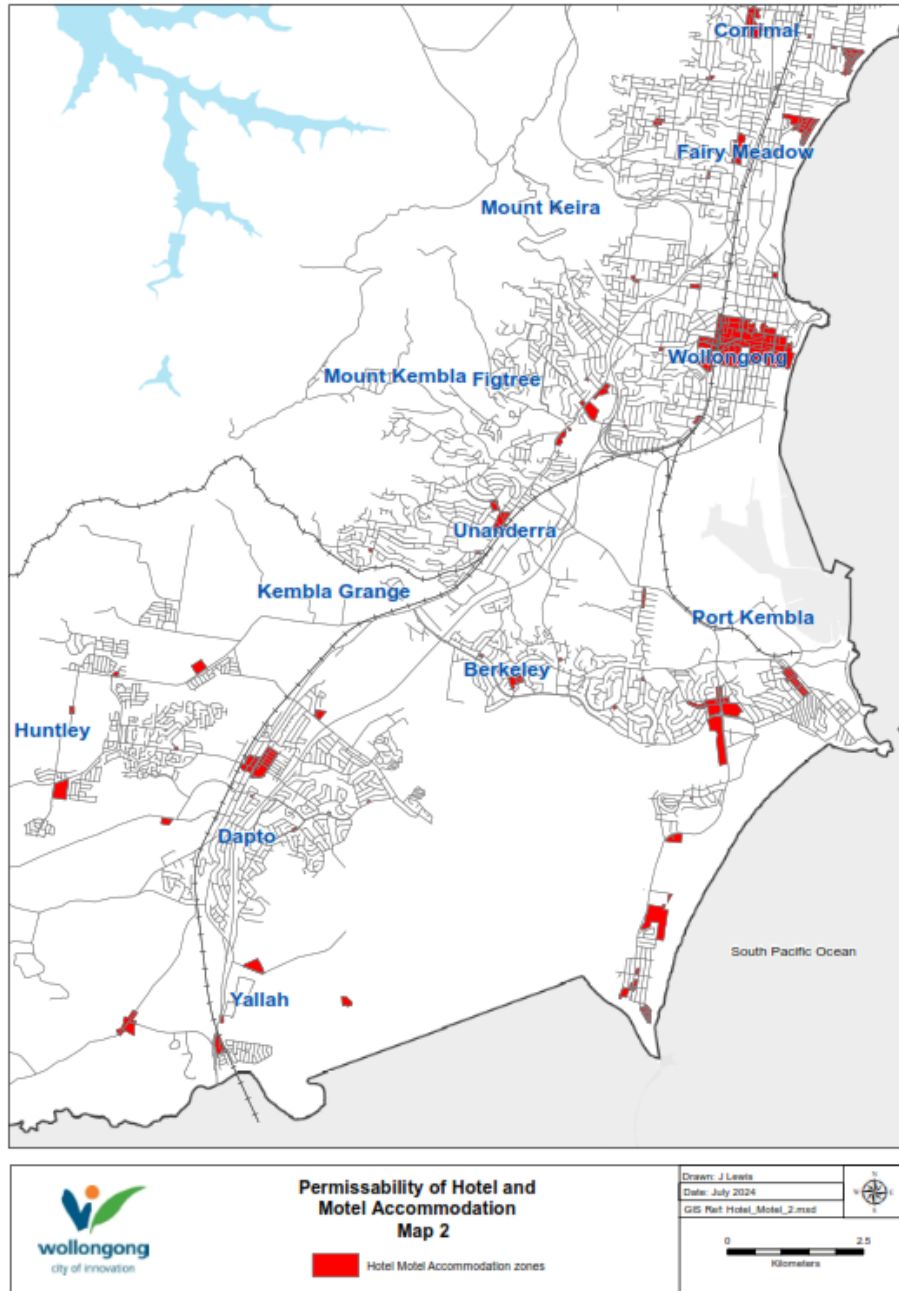 Corrimal
Fairy Meadow
Mount Keira
Wollongong
Mount Kembla
Figtree
Unanderra
Kembla Grange
Port Kembla
Berkeley
Huntley
Dapto
South Pacific Ocean
Yallah
wollongong
city of innovation
Permissability of Hotel and
Motel Accommodation
Map 2
Hotel Motel Accommodation zones
Drawn: J Lewis
Date: July 2024
GIS Ref: Hotel_Motel_2.mxd
N
W
E
S
0
2.5
Kilometers